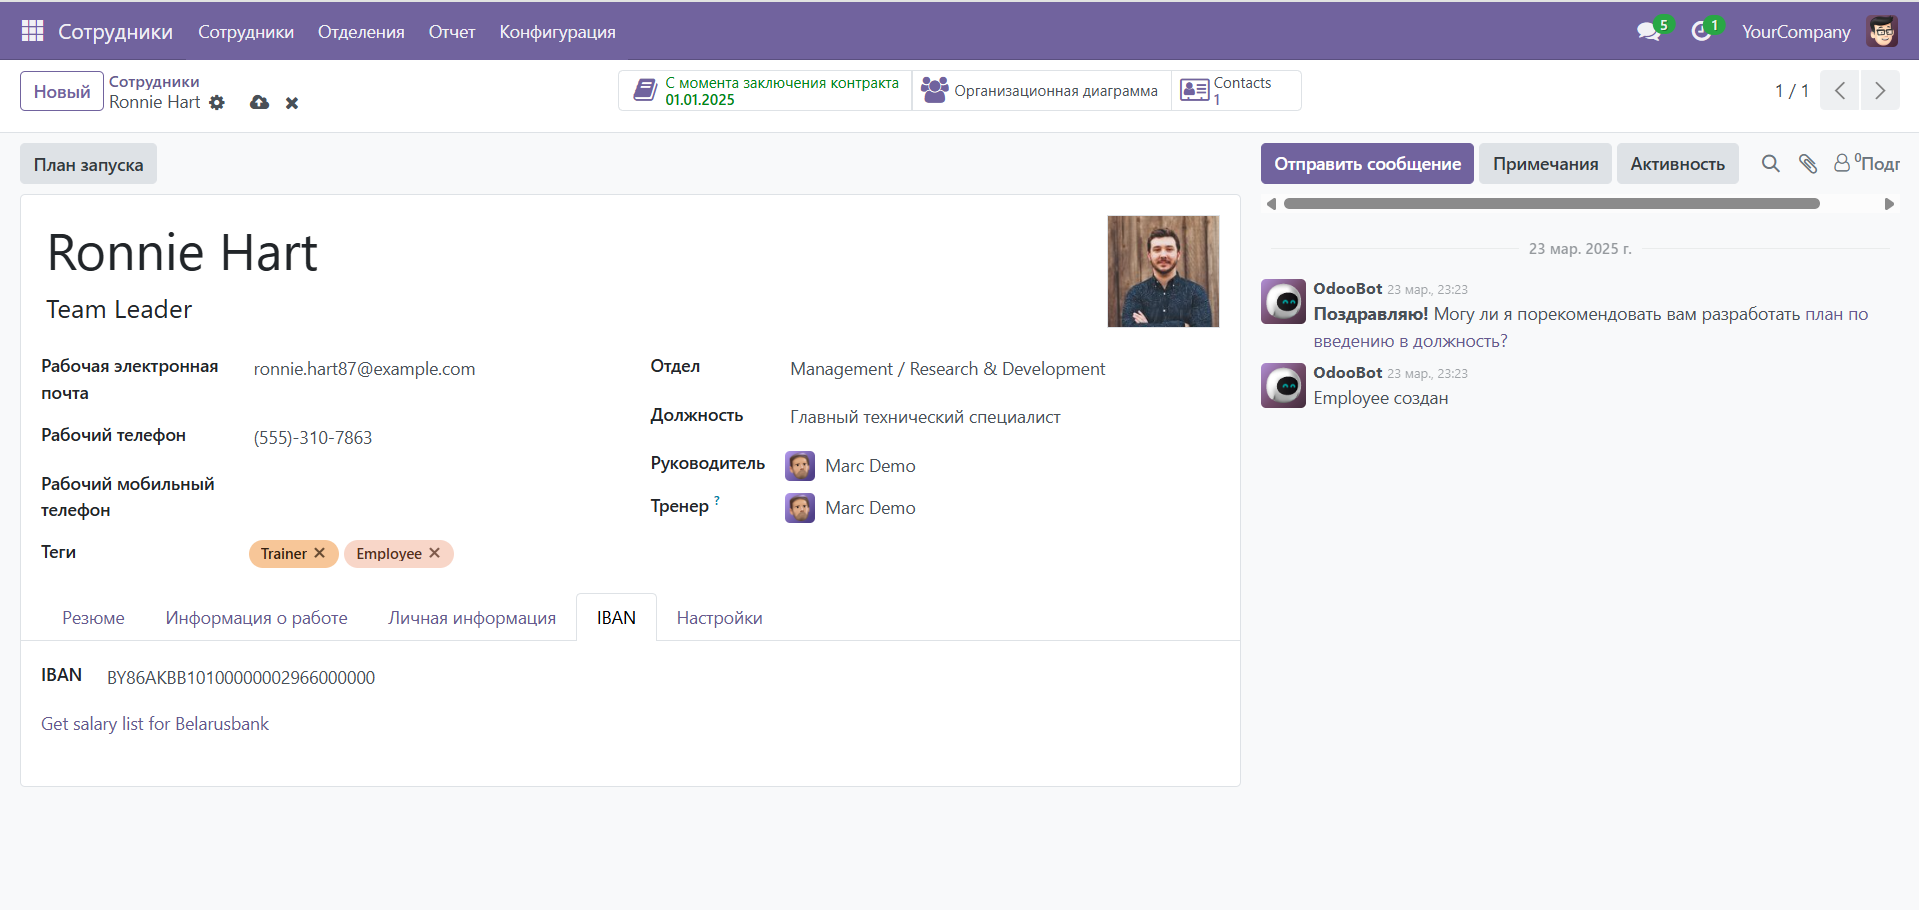 Сотрудники Сотрудники Отделения Отчет Конфигурация 5 1 YourCompany
Новый
Сотрудники
Ronnie Hart
С момента заключения контракта
01.01.2025
Организационная диаграмма
Contacts
1
1 / 1
План запуска
Отправить сообщение Примечания Активность 0 Подг
Ronnie Hart
Team Leader
Рабочая электронная
почта
ronnie.hart87@example.com
Рабочий телефон (555)-310-7863
Рабочий мобильный
телефон
Теги Trainer Employee
Отдел Management / Research & Development
Должность Главный технический специалист
Руководитель Marc Demo
Тренер ? Marc Demo
Резюме Информация о работе Личная информация IBAN Настройки
IBAN BY86AKBB10100000002966000000
Get salary list for Belarusbank
23 мар. 2025 г.
OdooBot 23 мар., 23:23
Поздравляю! Могу ли я порекомендовать вам разработать план по
введению в должность?
OdooBot 23 мар., 23:23
Employee создан